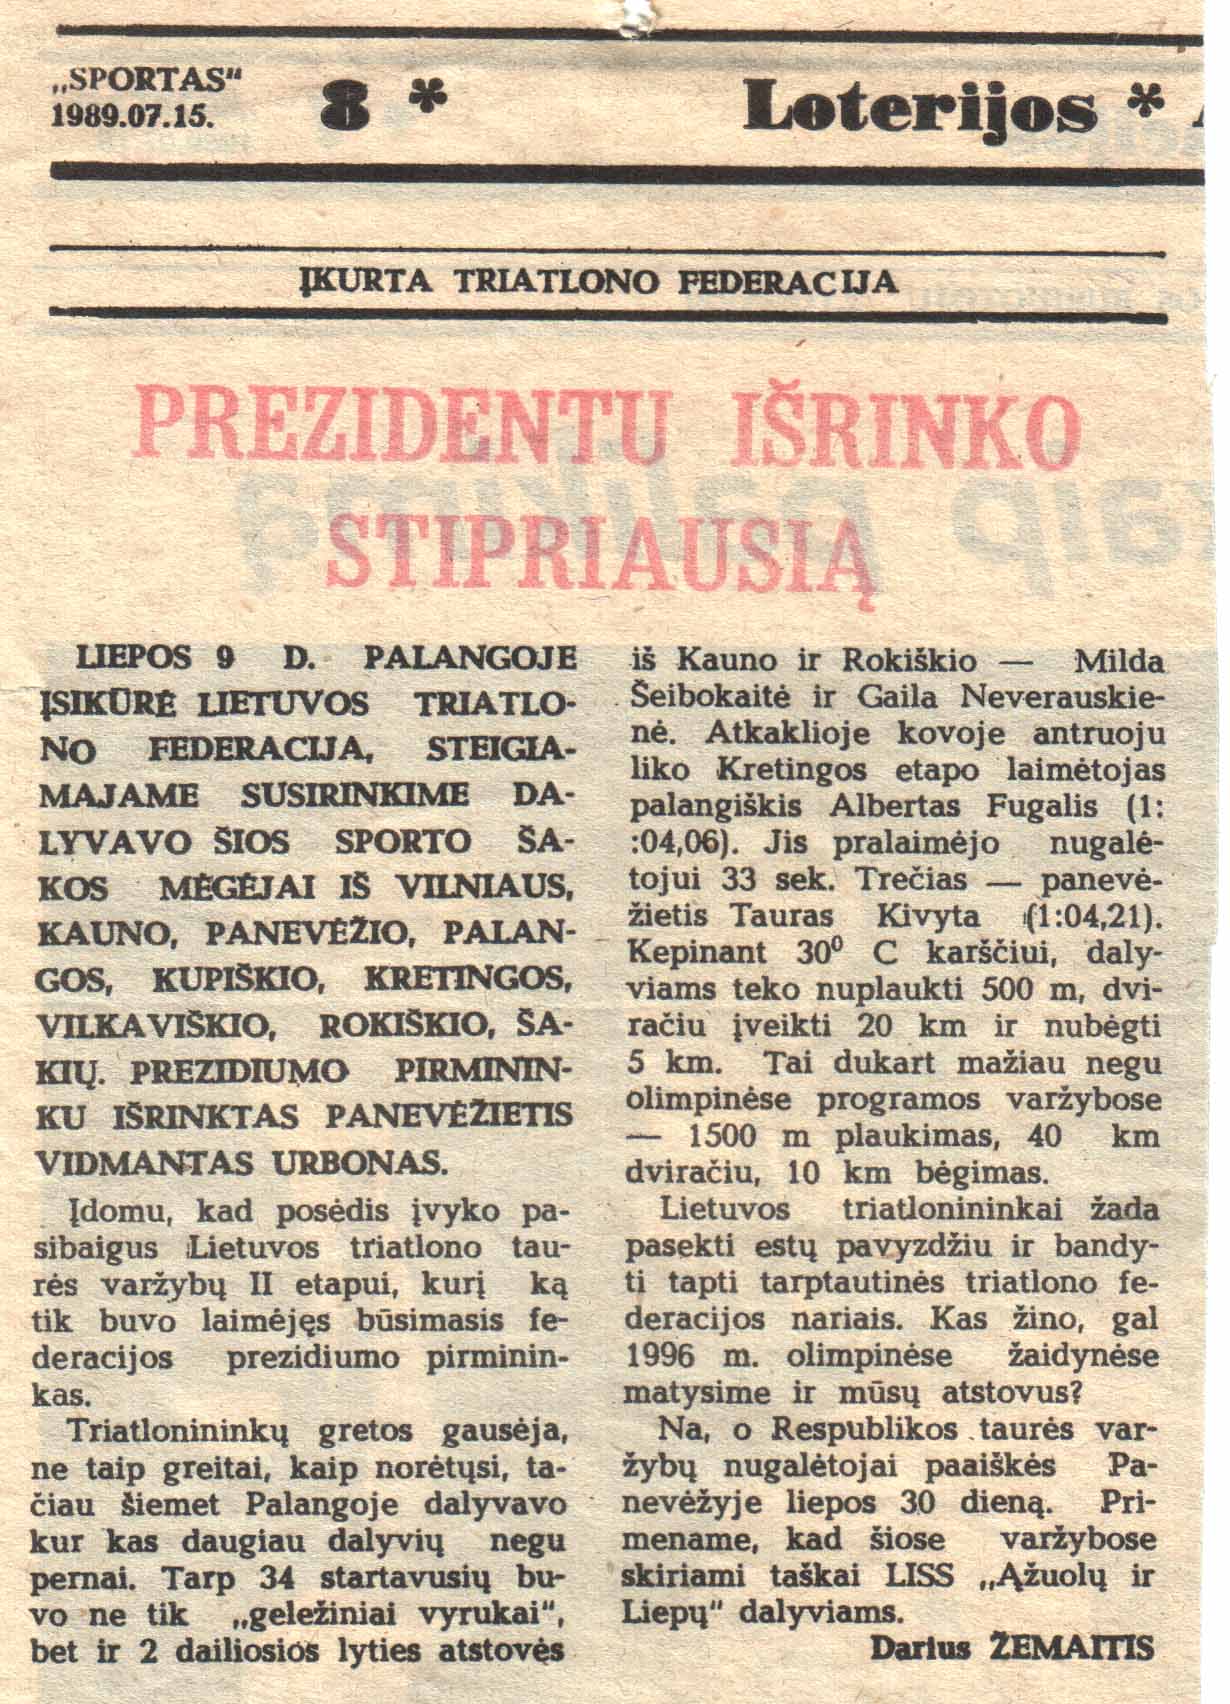 „SPORTAS“
1989.07.15.
8 * Loterijos *
ĮKURTA TRIATLONO FEDERACIJA
PREZIDENTU IŠRINKO
STIPRIAUSIĄ
LIEPOS 9 D. PALANGOJE
ĮSIKŪRĖ LIETUVOS TRIATLO-
NO FEDERACIJA, STEIGIA-
MAJAME SUSIRINKIME DA-
LYVAVO ŠIOS SPORTO ŠA-
KOS MĖGĖJAI IŠ VILNIAUS,
KAUNO, PANEVĖŽIO, PALAN-
GOS, KUPIŠKIO, KRETINGOS,
VILKAVIŠKIO, ROKIŠKIO, ŠA-
KIŲ. PREZIDIUMO PIRMININ-
KU IŠRINKTAS PANEVĖŽIETIS
VIDMANTAS URBONAS.
Įdomu, kad posėdis įvyko pa-
sibaigus Lietuvos triatlono tau-
rės varžybų II etapui, kurį ką
tik buvo laimėjęs būsimasis fe-
deracijos prezidiumo pirminin-
kas.
Triatlonininkų gretos gausėja,
ne taip greitai, kaip norėtųsi, ta-
čiau šiemet Palangoje dalyvavo
kur kas daugiau dalyvių negu
pernai. Tarp 34 startavusių bu-
vo ne tik „geležiniai vyrukai“,
bet ir 2 dailiosios lyties atstovės
iš Kauno ir Rokiškio — Milda
Šeibokaitė ir Gaila Neverauskie-
nė. Atkaklioje kovoje antruoju
liko Kretingos etapo laimėtojas
palangiškis Albertas Fugalis (1:
:04,06). Jis pralaimėjo nugalė-
tojui 33 sek. Trečias — panevė-
žietis Tauras Kivyta (1:04,21).
Kepinant 30⁰ C karščiui, daly-
viams teko nuplaukti 500 m, dvi-
račiu įveikti 20 km ir nubėgti
5 km. Tai dukart mažiau negu
olimpinėse programos varžybose
— 1500 m plaukimas, 40 km
dviračiu, 10 km bėgimas.
Lietuvos triatlonininkai žada
pasekti estų pavyzdžiu ir bandy-
ti tapti tarptautinės triatlono fe-
deracijos nariais. Kas žino, gal
1996 m. olimpinėse žaidynėse
matysime ir mūsų atstovus?
Na, o Respublikos taurės var-
žybų nugalėtojai paaiškės Pa-
nevėžyje liepos 30 dieną. Pri-
mename, kad šiose varžybose
skiriami taškai LISS „Ąžuolų ir
Liepų“ dalyviams.
Darius ŽEMAITIS